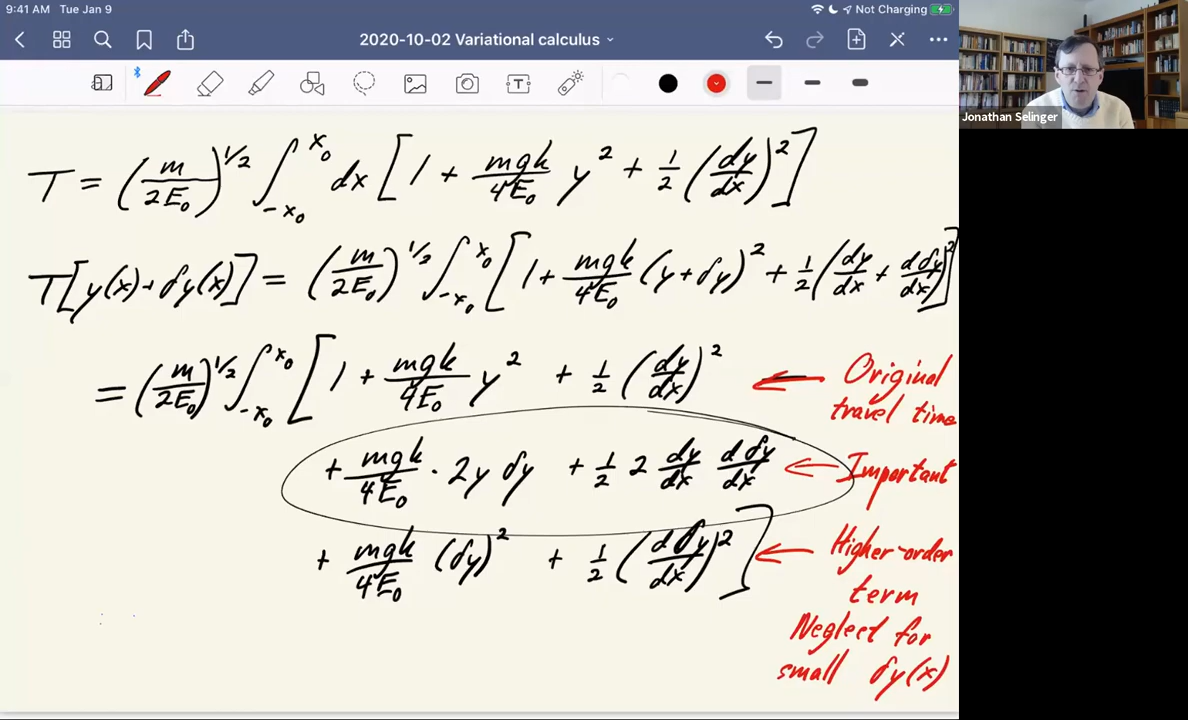 9:41 AM Tue Jan 9
Not Charging
2020-10-02 Variational calculus
T
Jonathan Selinger
T = (m/2E₀)^1/2 ∫_{-x₀}^{x₀} dx [1 + mgk/4E₀ y² + 1/2 (dy/dx)²]
T[y(x)+δy(x)] = (m/2E₀)^1/2 ∫_{-x₀}^{x₀} [1 + mgk/4E₀ (y+δy)² + 1/2 (dy/dx + dδy/dx)²]
= (m/2E₀)^1/2 ∫_{-x₀}^{x₀} [1 + mgk/4E₀ y² + 1/2 (dy/dx)² ← Original
travel time
+ mgk/4E₀ · 2y δy + 1/2 2 dy/dx dδy/dx ← Important
+ mgk/4E₀ (δy)² + 1/2 (dδy/dx)²] ← Higher-order
term
Neglect for
small δy(x)